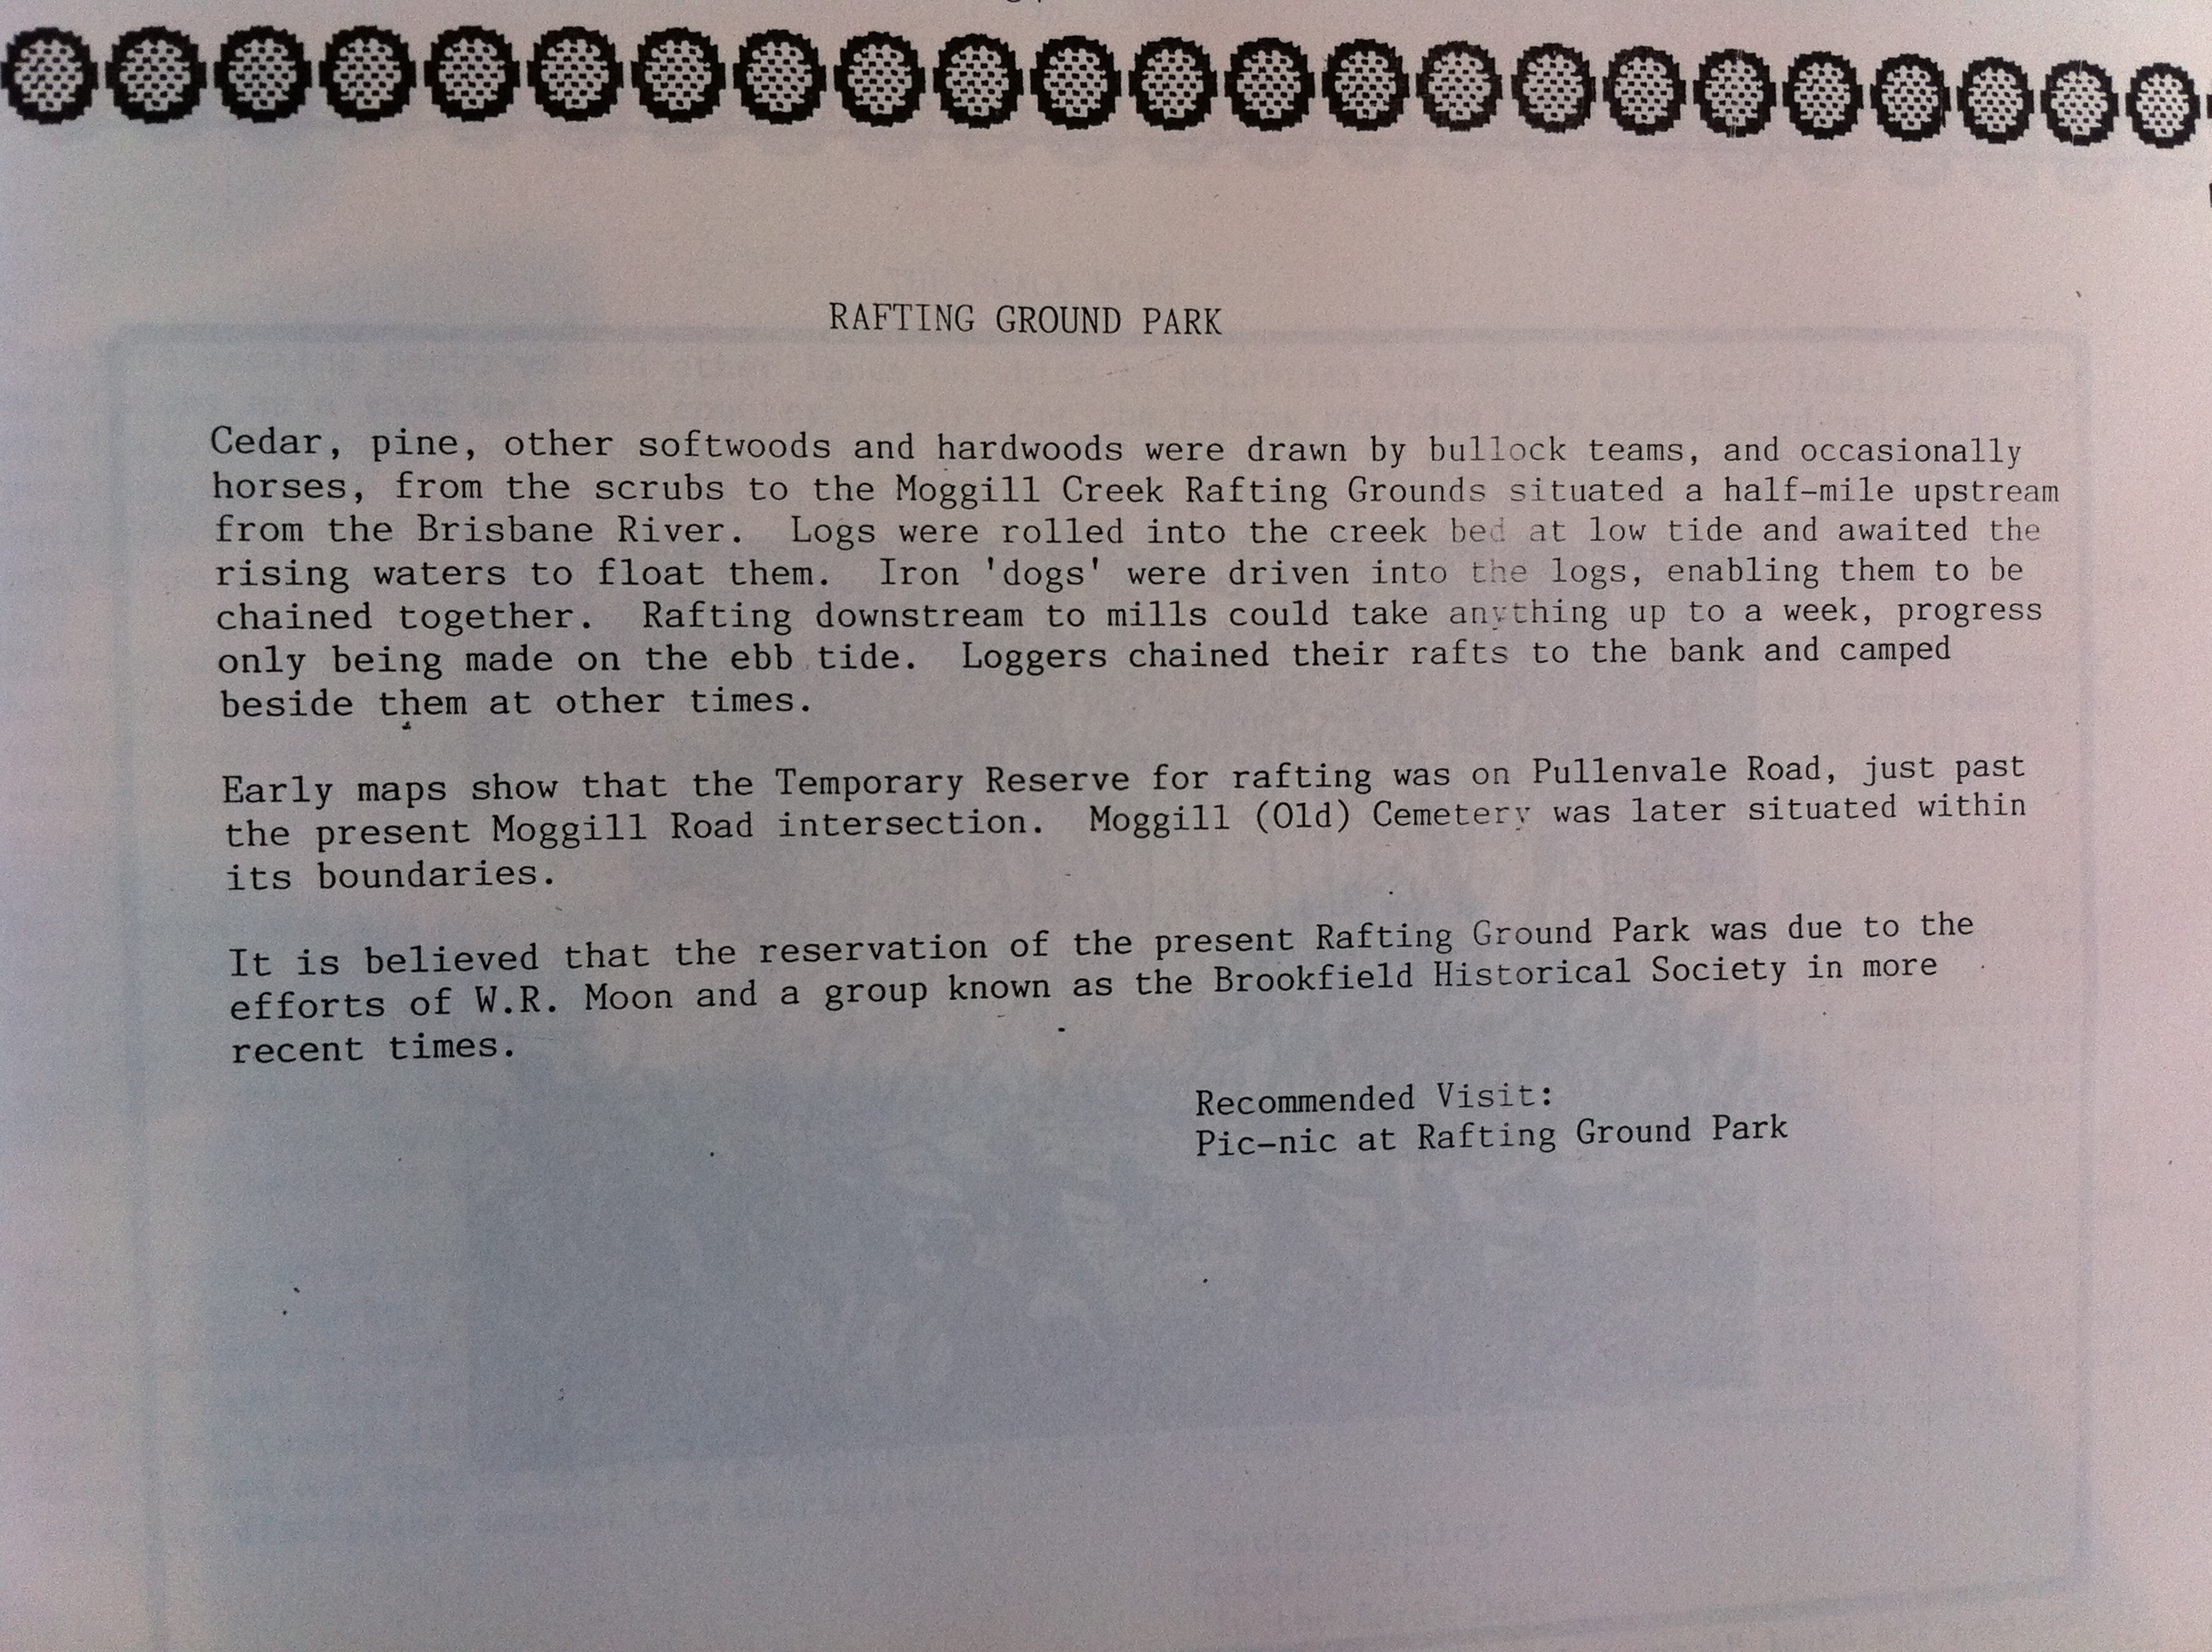 RAFTING GROUND PARK
Cedar, pine, other softwoods and hardwoods were drawn by bullock teams, and occasionally
horses, from the scrubs to the Moggill Creek Rafting Grounds situated a half-mile upstream
from the Brisbane River. Logs were rolled into the creek bed at low tide and awaited the
rising waters to float them. Iron 'dogs' were driven into the logs, enabling them to be
chained together. Rafting downstream to mills could take anything up to a week, progress
only being made on the ebb tide. Loggers chained their rafts to the bank and camped
beside them at other times.
Early maps show that the Temporary Reserve for rafting was on Pullenvale Road, just past
the present Moggill Road intersection. Moggill (Old) Cemetery was later situated within
its boundaries.
It is believed that the reservation of the present Rafting Ground Park was due to the
efforts of W.R. Moon and a group known as the Brookfield Historical Society in more
recent times.
Recommended Visit:
Pic-nic at Rafting Ground Park